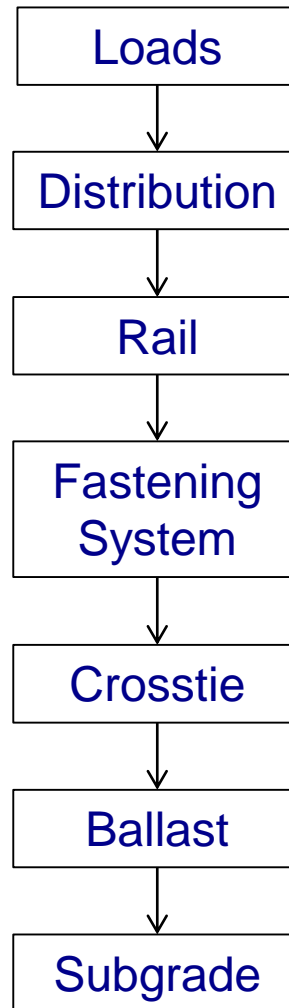 Loads
Distribution
Rail
Fastening
System
Crosstie
Ballast
Subgrade